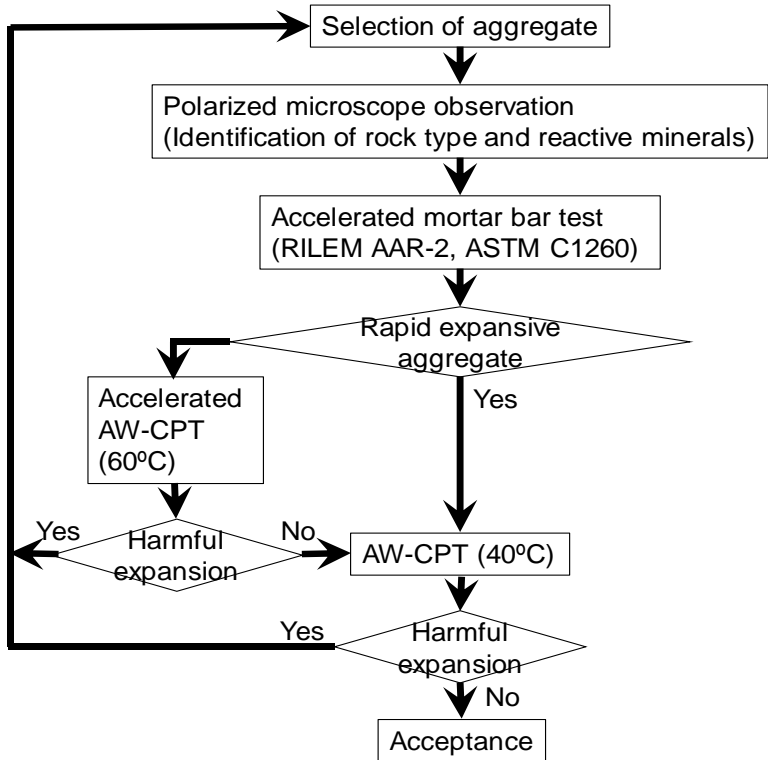 Selection of aggregate
Polarized microscope observation
(Identification of rock type and reactive minerals)
Accelerated mortar bar test
(RILEM AAR-2, ASTM C1260)
Rapid expansive
aggregate
Yes
Accelerated
AW-CPT
(60ºC)
Yes
Harmful
expansion
No
AW-CPT (40ºC)
Yes
Harmful
expansion
No
Acceptance